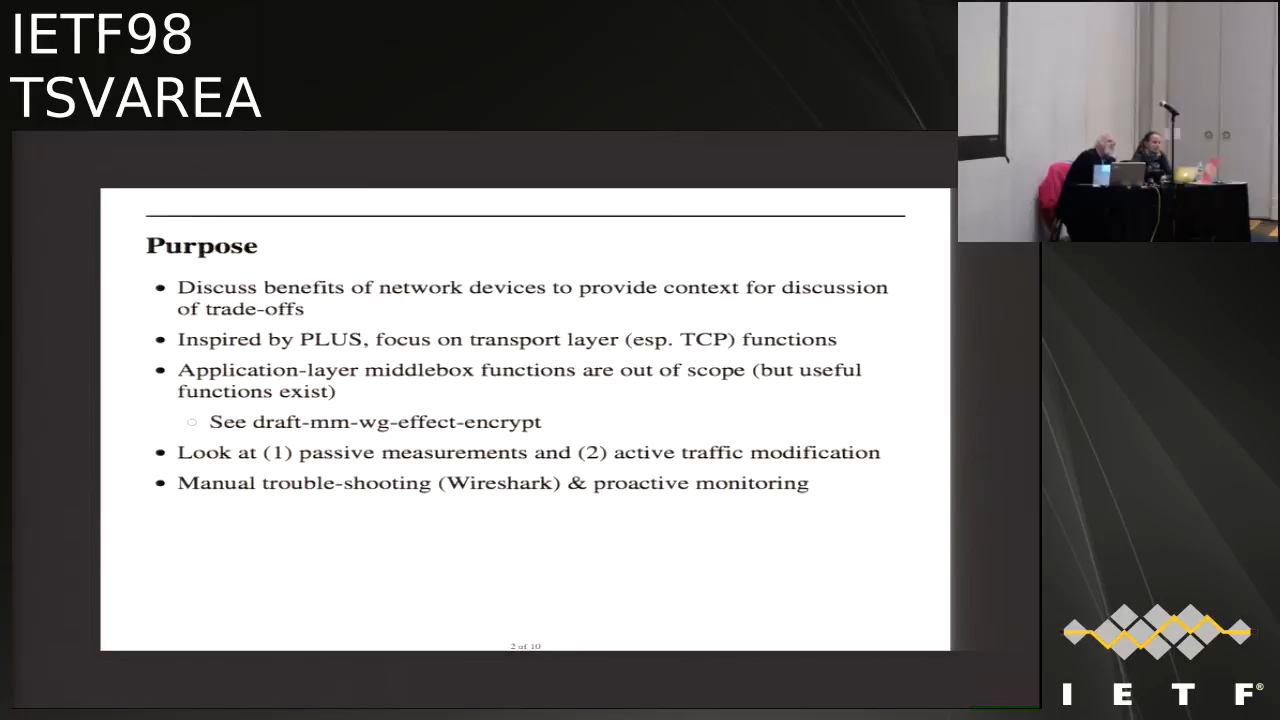 IETF98
TSVAREA
Purpose
• Discuss benefits of network devices to provide context for discussion
of trade-offs
• Inspired by PLUS, focus on transport layer (esp. TCP) functions
• Application-layer middlebox functions are out of scope (but useful
functions exist)
○ See draft-mm-wg-effect-encrypt
• Look at (1) passive measurements and (2) active traffic modification
• Manual trouble-shooting (Wireshark) & proactive monitoring
2 of 10
I E T F®